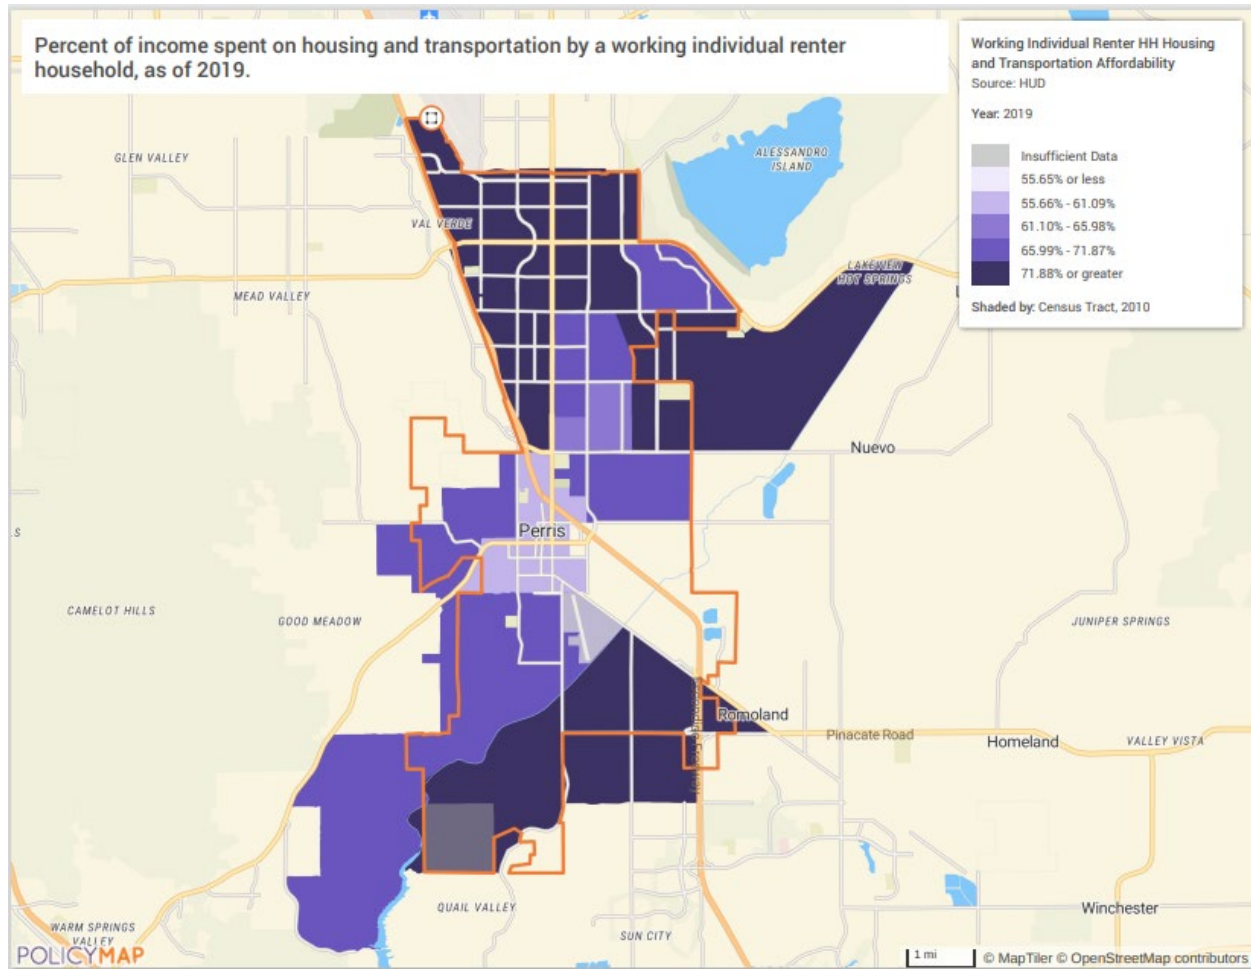 Percent of income spent on housing and transportation by a working individual renter
household, as of 2019.
Working Individual Renter HH Housing
and Transportation Affordability
Source: HUD
Year: 2019
Insufficient Data
55.65% or less
55.66% - 61.09%
61.10% - 65.98%
65.99% - 71.87%
71.88% or greater
Shaded by: Census Tract, 2010
GLEN VALLEY
ALESSANDRO
ISLAND
VAL VERDE
LAKEVIEW
HOT SPRINGS
MEAD VALLEY
Nuevo
Perris
CAMELOT HILLS
GOOD MEADOW
JUNIPER SPRINGS
Romoland
Pinacate Road
Homeland
VALLEY VISTA
QUAIL VALLEY
Winchester
WARM SPRINGS
VALLEY
SUN CITY
POLICYMAP
1 mi
© MapTiler © OpenStreetMap contributors